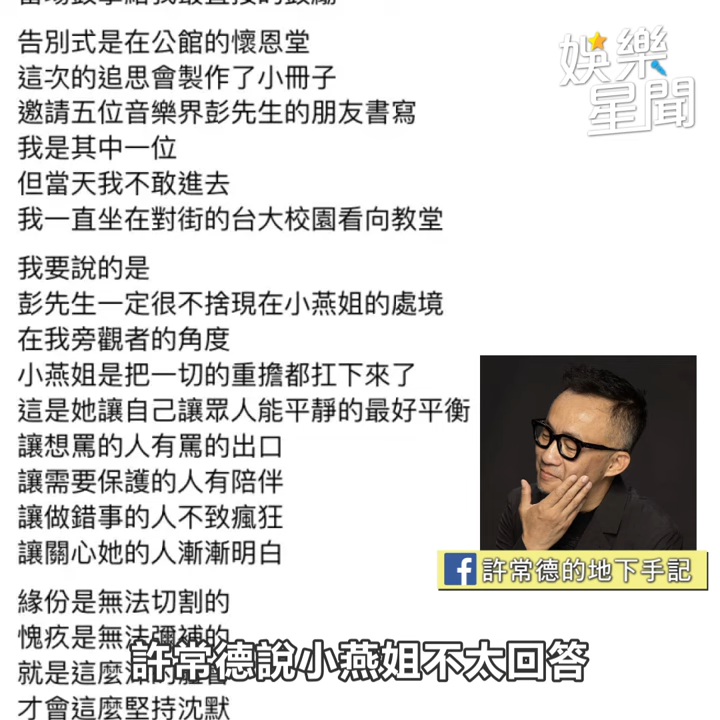 告別式是在公館的懷恩堂
這次的追思會製作了小冊子
邀請五位音樂界彭先生的朋友書寫
我是其中一位
但當天我不敢進去
我一直坐在對街的台大校園看向教堂
我要說的是
彭先生一定很不捨現在小燕姐的處境
在我旁觀者的角度
小燕姐是把一切的重擔都扛下來了
這是她讓自己讓眾人能平靜的最好平衡
讓想罵的人有罵的出口
讓需要保護的人有陪伴
讓做錯事的人不致瘋狂
讓關心她的人漸漸明白
緣份是無法切割的
愧疚是無法彌補的
就是這麼
才會這麼堅持沈默
娛樂星聞
許常德的地下手記
許常德說小燕姐不太回答